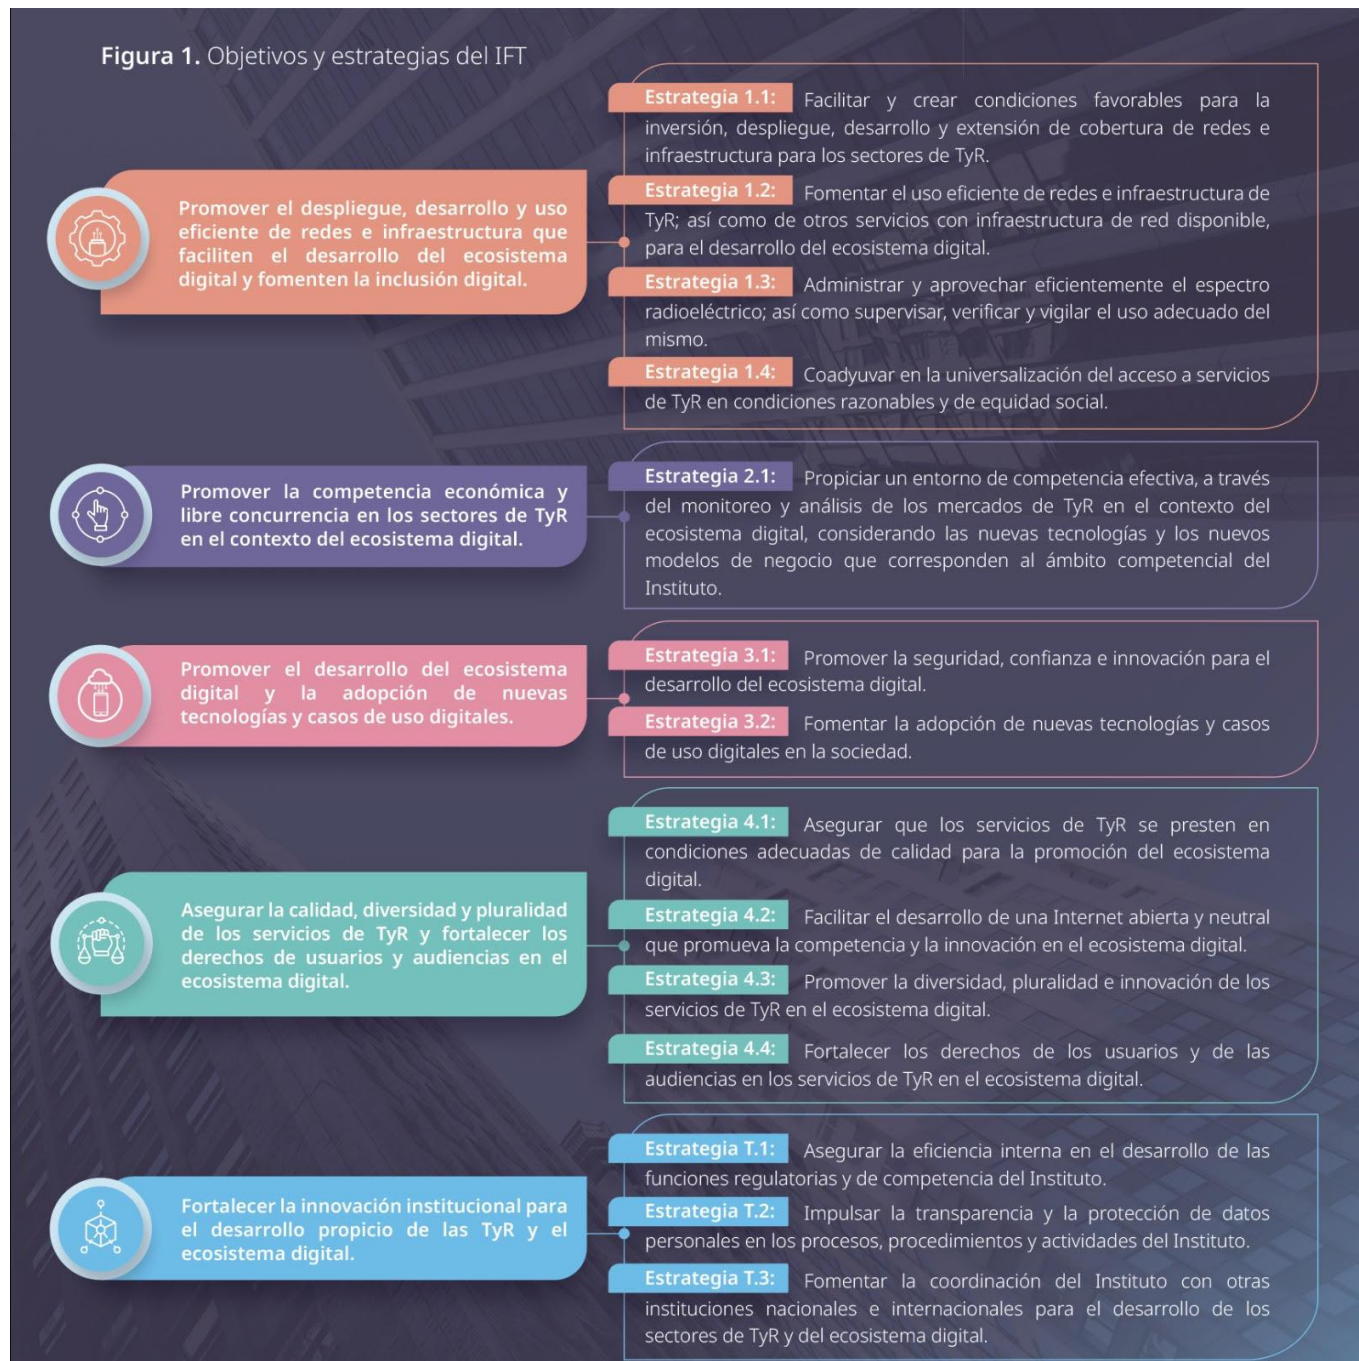 Figura 1. Objetivos y estrategias del IFT
Promover el despliegue, desarrollo y uso
eficiente de redes e infraestructura que
faciliten el desarrollo del ecosistema
digital y fomenten la inclusión digital.
Estrategia 1.1: Facilitar y crear condiciones favorables para la
inversión, despliegue, desarrollo y extensión de cobertura de redes e
infraestructura para los sectores de TyR.
Estrategia 1.2: Fomentar el uso eficiente de redes e infraestructura de
TyR; así como de otros servicios con infraestructura de red disponible,
para el desarrollo del ecosistema digital.
Estrategia 1.3: Administrar y aprovechar eficientemente el espectro
radioeléctrico; así como supervisar, verificar y vigilar el uso adecuado del
mismo.
Estrategia 1.4: Coadyuvar en la universalización del acceso a servicios
de TyR en condiciones razonables y de equidad social.
Promover la competencia económica y
libre concurrencia en los sectores de TyR
en el contexto del ecosistema digital.
Estrategia 2.1: Propiciar un entorno de competencia efectiva, a través
del monitoreo y análisis de los mercados de TyR en el contexto del
ecosistema digital, considerando las nuevas tecnologías y los nuevos
modelos de negocio que corresponden al ámbito competencial del
Instituto.
Promover el desarrollo del ecosistema
digital y la adopción de nuevas
tecnologías y casos de uso digitales.
Estrategia 3.1: Promover la seguridad, confianza e innovación para el
desarrollo del ecosistema digital.
Estrategia 3.2: Fomentar la adopción de nuevas tecnologías y casos
de uso digitales en la sociedad.
Asegurar la calidad, diversidad y pluralidad
de los servicios de TyR y fortalecer los
derechos de usuarios y audiencias en el
ecosistema digital.
Estrategia 4.1: Asegurar que los servicios de TyR se presten en
condiciones adecuadas de calidad para la promoción del ecosistema
digital.
Estrategia 4.2: Facilitar el desarrollo de una Internet abierta y neutral
que promueva la competencia y la innovación en el ecosistema digital.
Estrategia 4.3: Promover la diversidad, pluralidad e innovación de los
servicios de TyR en el ecosistema digital.
Estrategia 4.4: Fortalecer los derechos de los usuarios y de las
audiencias en los servicios de TyR en el ecosistema digital.
Fortalecer la innovación institucional para
el desarrollo propicio de las TyR y el
ecosistema digital.
Estrategia T.1: Asegurar la eficiencia interna en el desarrollo de las
funciones regulatorias y de competencia del Instituto.
Estrategia T.2: Impulsar la transparencia y la protección de datos
personales en los procesos, procedimientos y actividades del Instituto.
Estrategia T.3: Fomentar la coordinación del Instituto con otras
instituciones nacionales e internacionales para el desarrollo de los
sectores de TyR y del ecosistema digital.